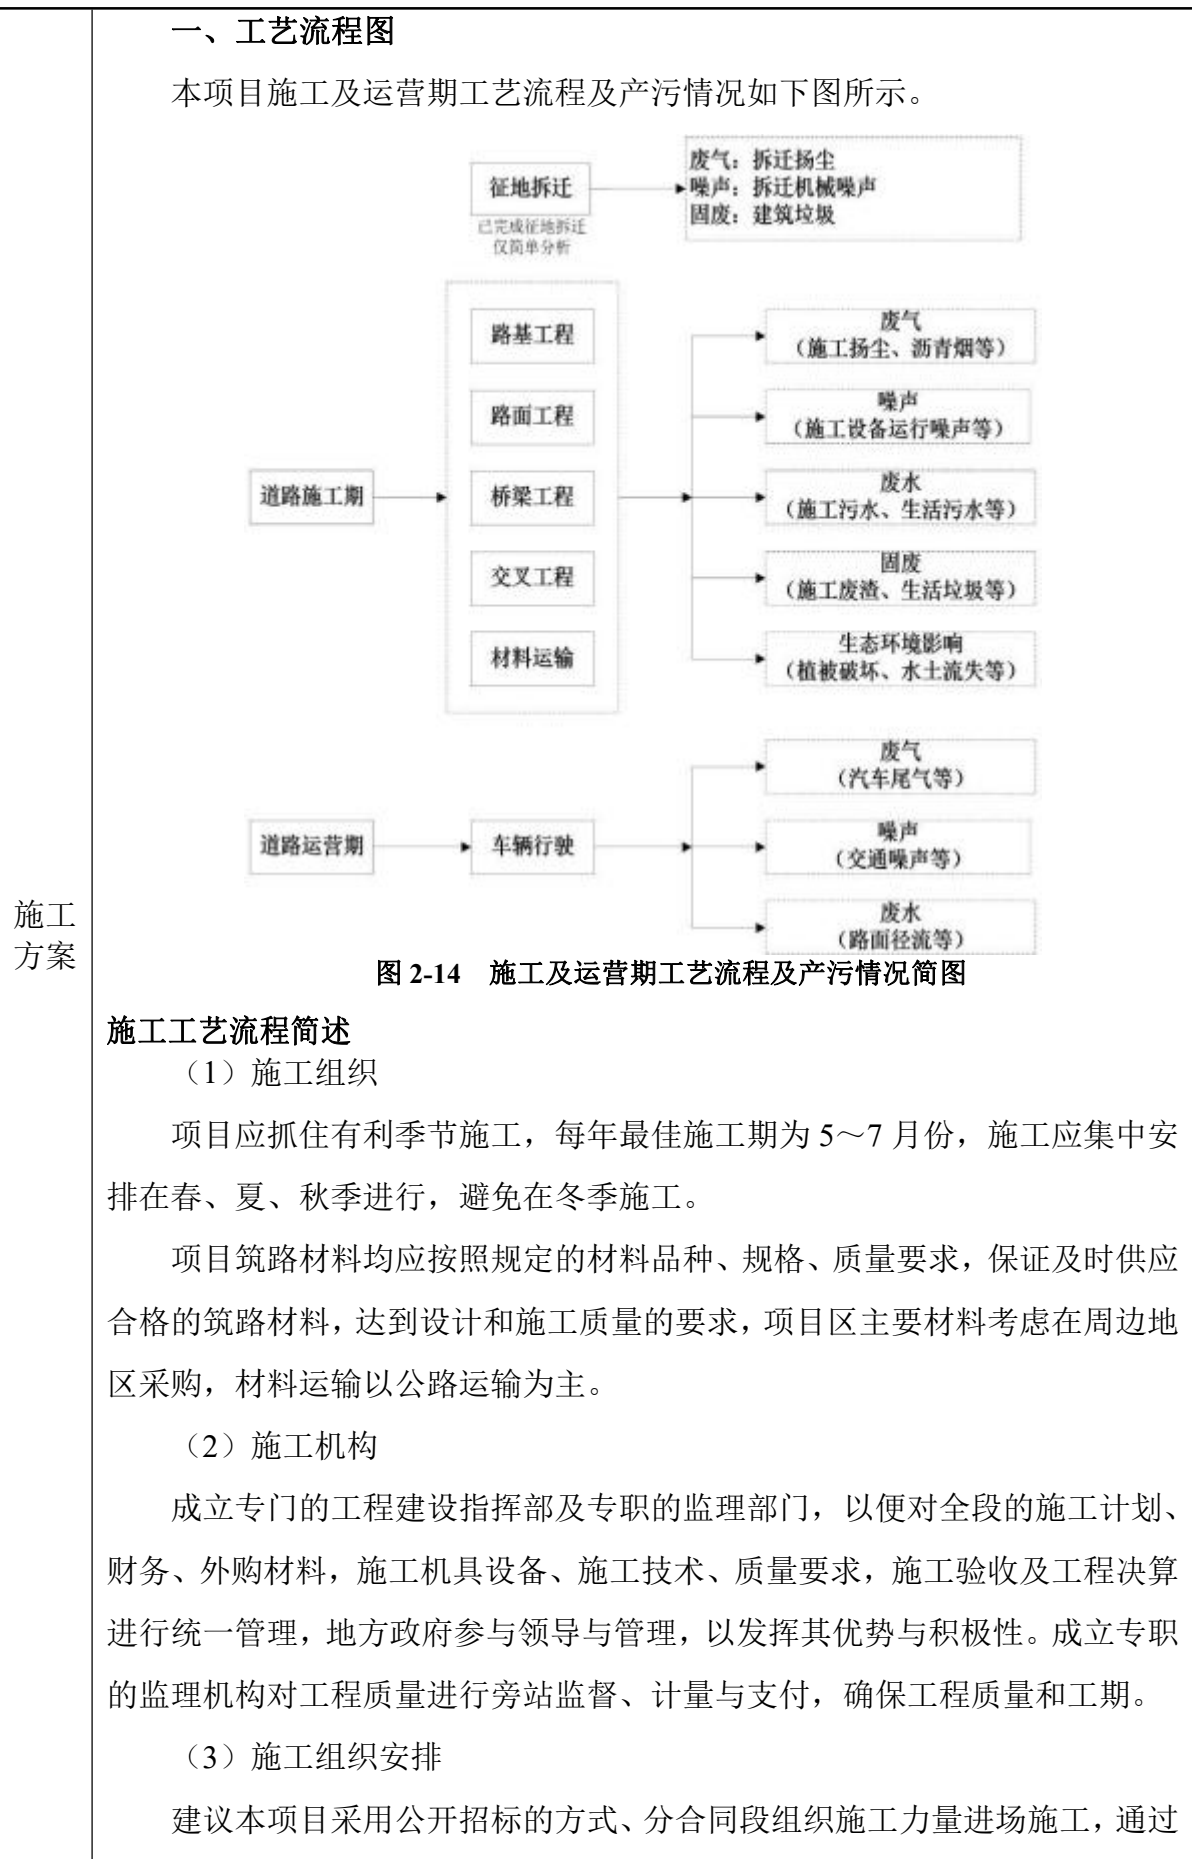 一、工艺流程图
本项目施工及运营期工艺流程及产污情况如下图所示。
征地拆迁
已完成征地拆迁
仅简单分析
废气：拆迁扬尘
噪声：拆迁机械噪声
固废：建筑垃圾
道路施工期
路基工程
路面工程
桥梁工程
交叉工程
材料运输
废气
（施工扬尘、沥青烟等）
噪声
（施工设备运行噪声等）
废水
（施工污水、生活污水等）
固废
（施工废渣、生活垃圾等）
生态环境影响
（植被破坏、水土流失等）
道路运营期
车辆行驶
废气
（汽车尾气等）
噪声
（交通噪声等）
废水
（路面径流等）
图 2-14 施工及运营期工艺流程及产污情况简图
施工
方案
施工工艺流程简述
（1）施工组织
项目应抓住有利季节施工，每年最佳施工期为 5～7 月份，施工应集中安
排在春、夏、秋季进行，避免在冬季施工。
项目筑路材料均应按照规定的材料品种、规格、质量要求，保证及时供应
合格的筑路材料，达到设计和施工质量的要求，项目区主要材料考虑在周边地
区采购，材料运输以公路运输为主。
（2）施工机构
成立专门的工程建设指挥部及专职的监理部门，以便对全段的施工计划、
财务、外购材料，施工机具设备、施工技术、质量要求，施工验收及工程决算
进行统一管理，地方政府参与领导与管理，以发挥其优势与积极性。成立专职
的监理机构对工程质量进行旁站监督、计量与支付，确保工程质量和工期。
（3）施工组织安排
建议本项目采用公开招标的方式、分合同段组织施工力量进场施工，通过